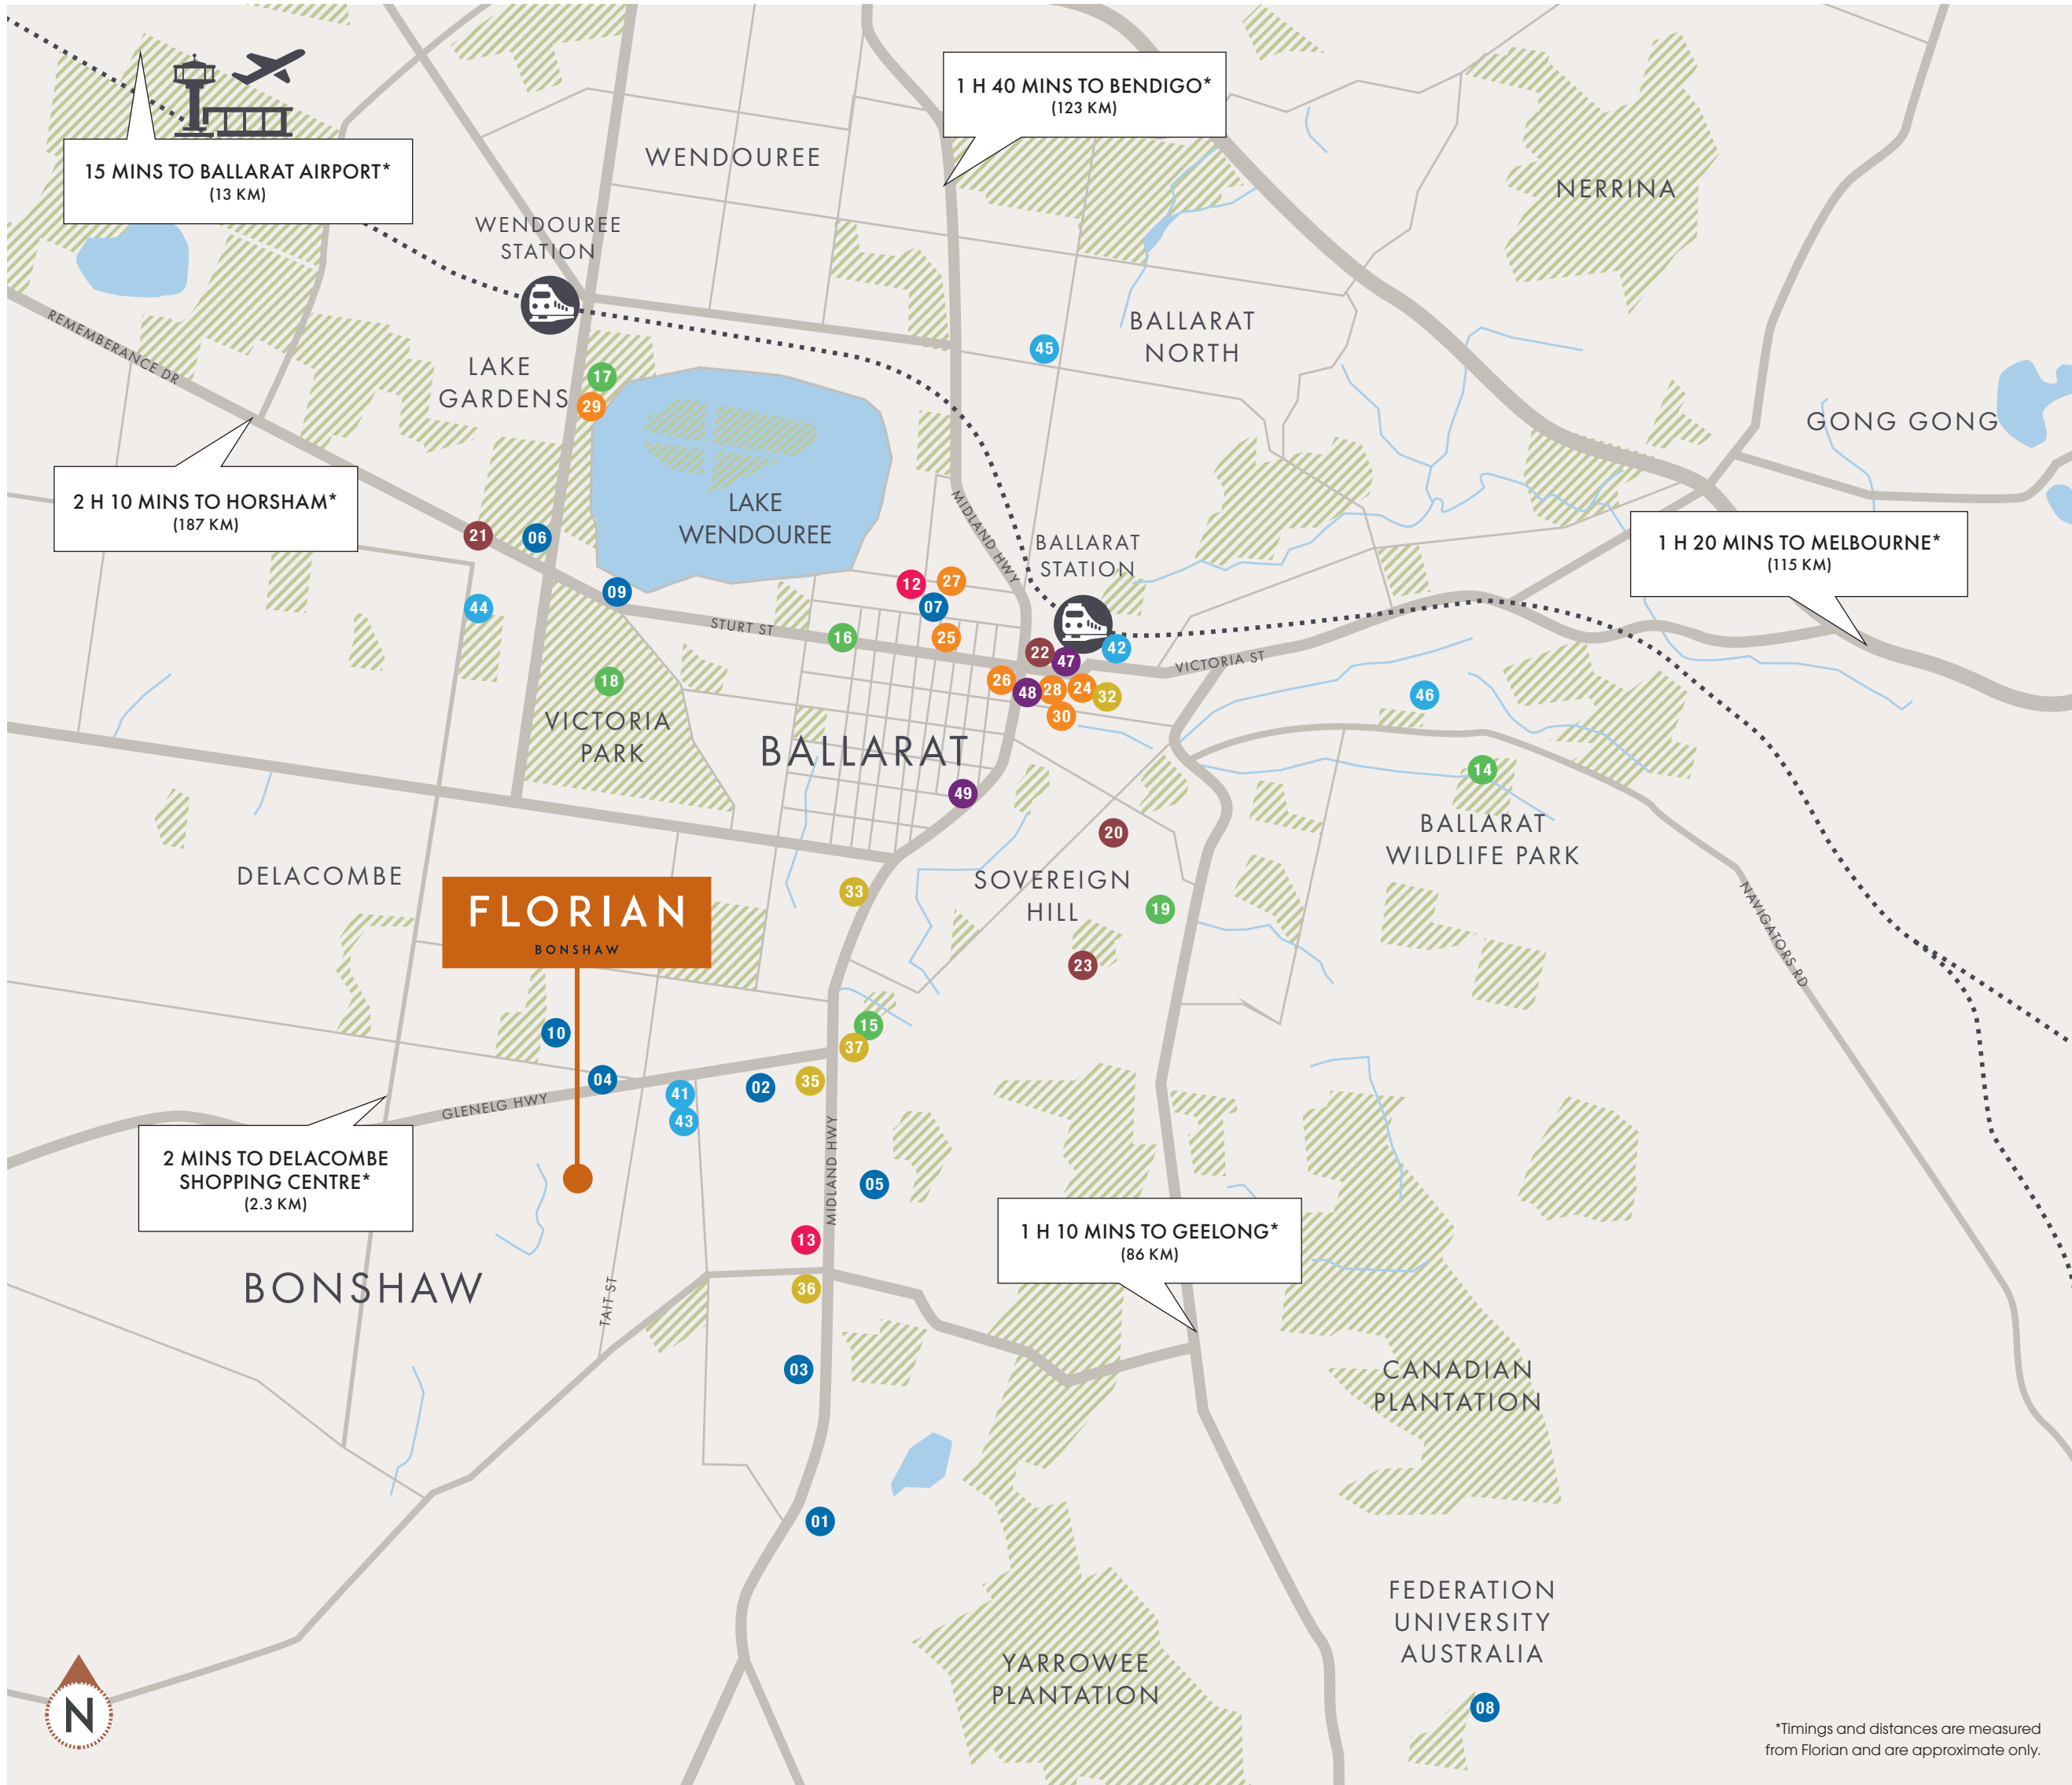 1 H 40 MINS TO BENDIGO*
(123 KM)
15 MINS TO BALLARAT AIRPORT*
(13 KM)
WENDOUREE
NERRINA
WENDOUREE
STATION
REMEMBERANCE DR
BALLARAT
NORTH
45
LAKE
GARDENS
17
29
GONG GONG
2 H 10 MINS TO HORSHAM*
(187 KM)
LAKE
WENDOUREE
MIDLAND HWY
21
06
BALLARAT
STATION
1 H 20 MINS TO MELBOURNE*
(115 KM)
44
09
12
27
07
STURT ST
16
25
22
47
42
VICTORIA ST
18
26
48
28
24
32
30
46
VICTORIA
PARK
BALLARAT
49
14
20
BALLARAT
WILDLIFE PARK
DELACOMBE
33
SOVEREIGN
HILL
19
NAVIGATORS RD
FLORIAN
BONSHAW
23
10
15
37
04
41
02
35
43
GLENELG HWY
2 MINS TO DELACOMBE
SHOPPING CENTRE*
(2.3 KM)
MIDLAND HWY
05
13
1 H 10 MINS TO GEELONG*
(86 KM)
BONSHAW
TAIT ST
36
03
CANADIAN
PLANTATION
01
FEDERATION
UNIVERSITY
AUSTRALIA
YARROWEE
PLANTATION
08
N
*Timings and distances are measured
from Florian and are approximate only.